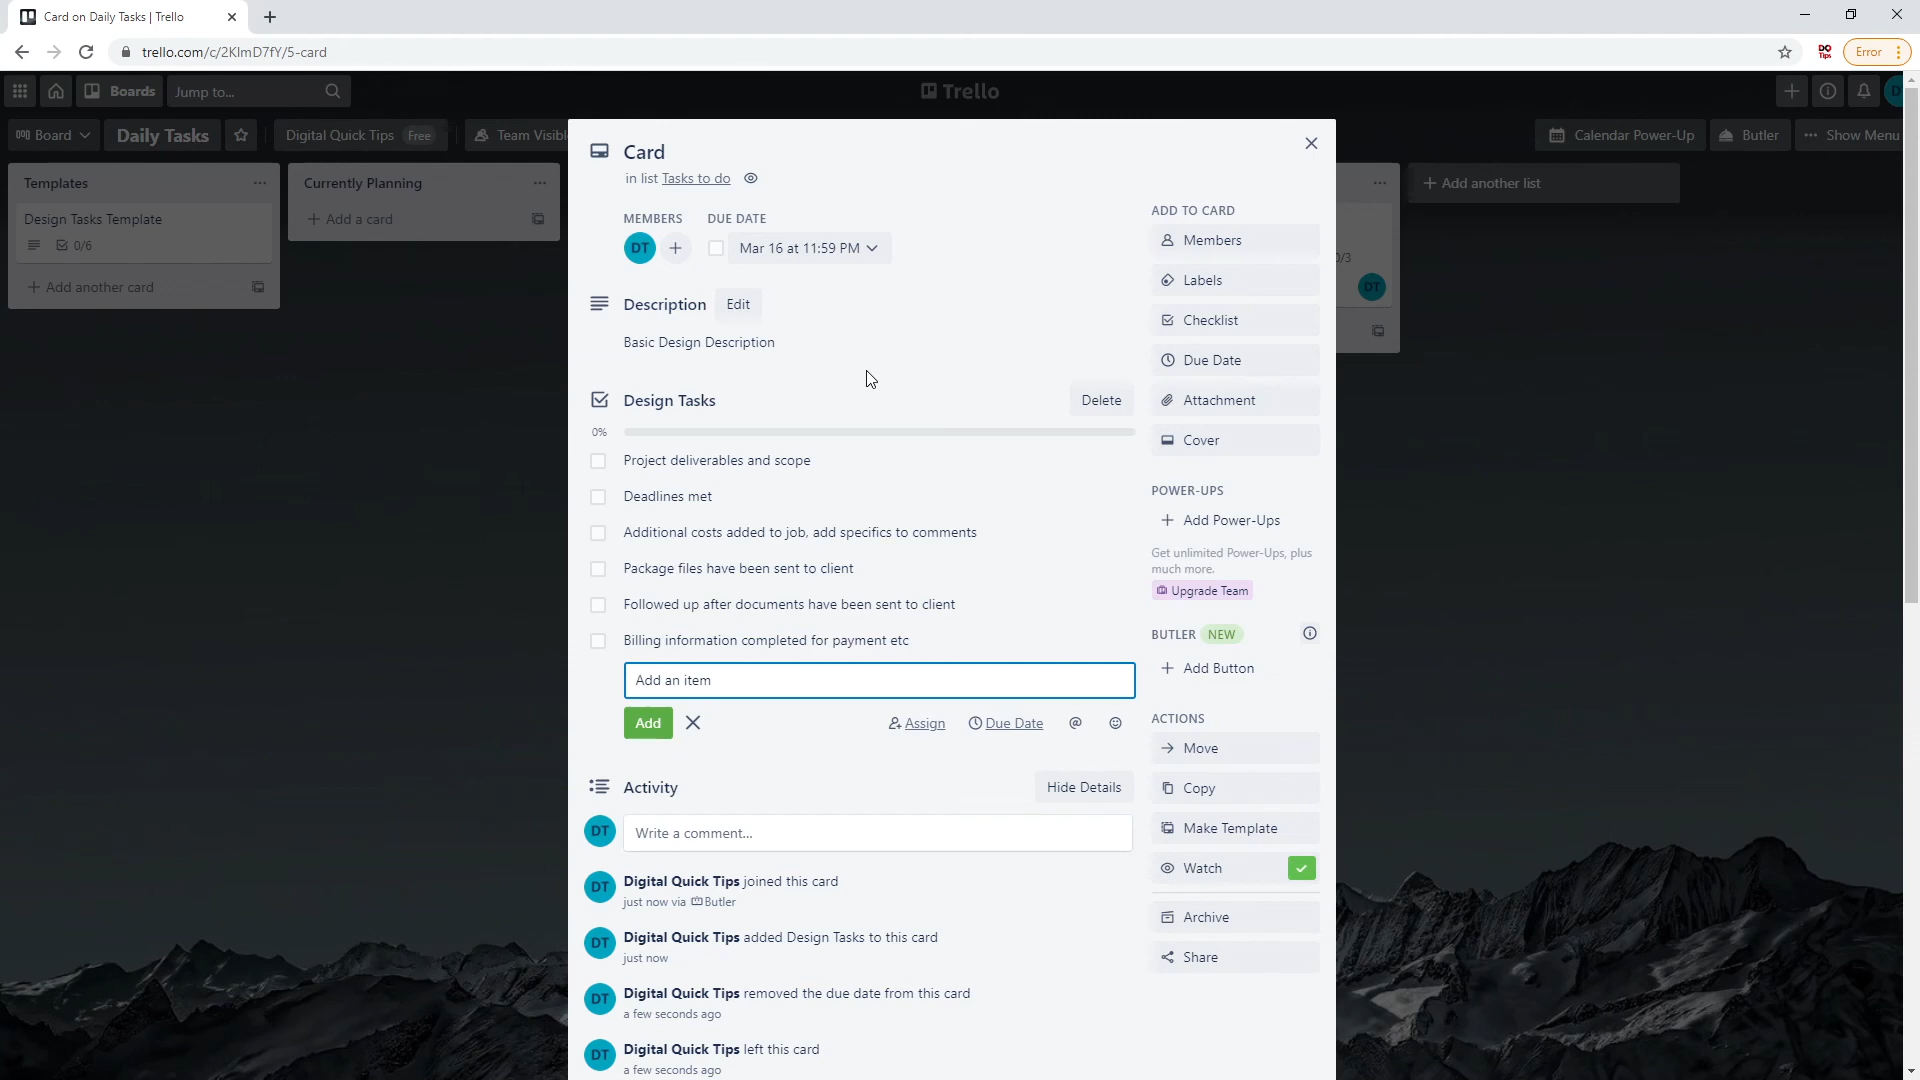 Card on Daily Tasks | Trello
trello.com/c/2KlmD7fY/5-card
DO Tips
Error
Boards
Jump to...
Trello
Board
Daily Tasks
Digital Quick Tips Free
Team Visibl
Calendar Power-Up
Butler
Show Menu
Templates
Design Tasks Template
0/6
+ Add another card
Currently Planning
+ Add a card
Card
in list Tasks to do
MEMBERS
DUE DATE
DT
Mar 16 at 11:59 PM
Description
Edit
Basic Design Description
Design Tasks
Delete
0%
Project deliverables and scope
Deadlines met
Additional costs added to job, add specifics to comments
Package files have been sent to client
Followed up after documents have been sent to client
Billing information completed for payment etc
Add an item
Add
Assign
Due Date
@
Activity
Hide Details
DT
Write a comment...
DT
Digital Quick Tips joined this card
just now via Butler
DT
Digital Quick Tips added Design Tasks to this card
just now
DT
Digital Quick Tips removed the due date from this card
a few seconds ago
DT
Digital Quick Tips left this card
a few seconds ago
ADD TO CARD
Members
Labels
Checklist
Due Date
Attachment
Cover
POWER-UPS
+ Add Power-Ups
Get unlimited Power-Ups, plus
much more.
Upgrade Team
BUTLER NEW
+ Add Button
ACTIONS
Move
Copy
Make Template
Watch
Archive
Share
0/3
DT
+ Add another list